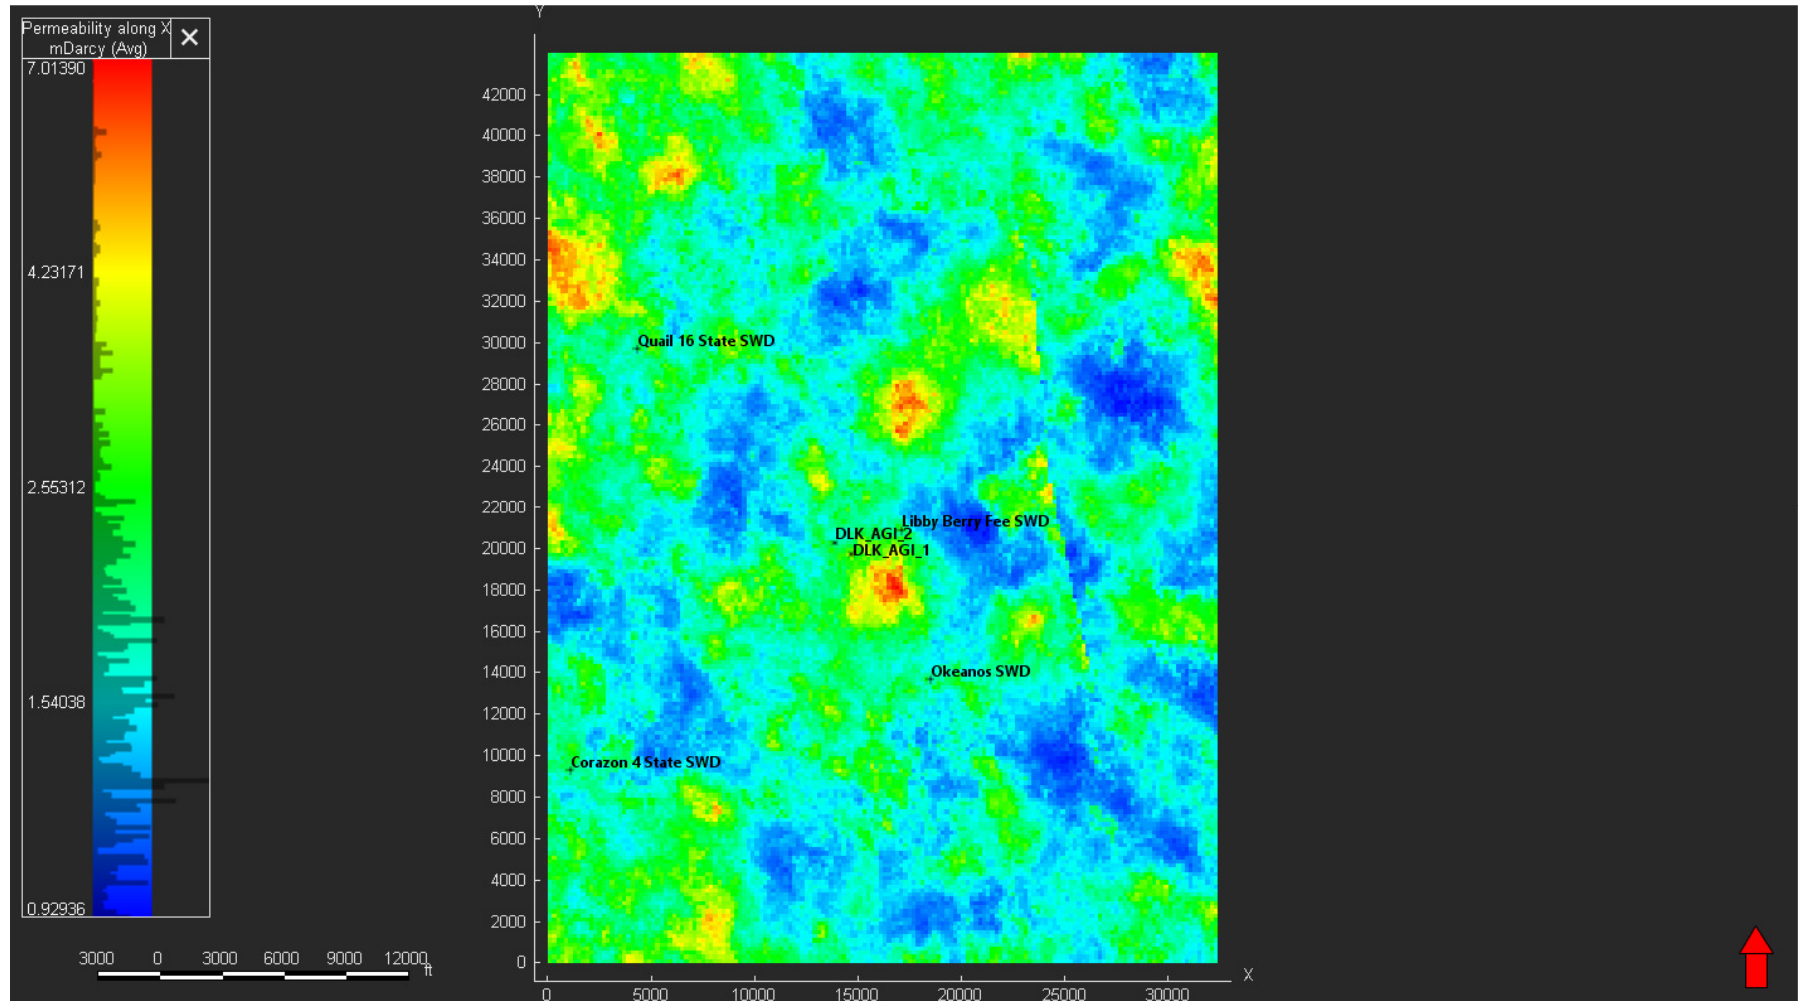 Permeability along X
mDarcy (Avg)
7.01390
4.23171
2.55312
1.54038
0.92936
3000 0 3000 6000 9000 12000 ft
Y
42000
40000
38000
36000
34000
32000
30000
28000
26000
24000
22000
20000
18000
16000
14000
12000
10000
8000
6000
4000
2000
0
Quail 16 State SWD
Libby Berry Fee SWD
DLK_AGI_2
DLK_AGI_1
Okeanos SWD
Corazon 4 State SWD
X
0 5000 10000 15000 20000 25000 30000